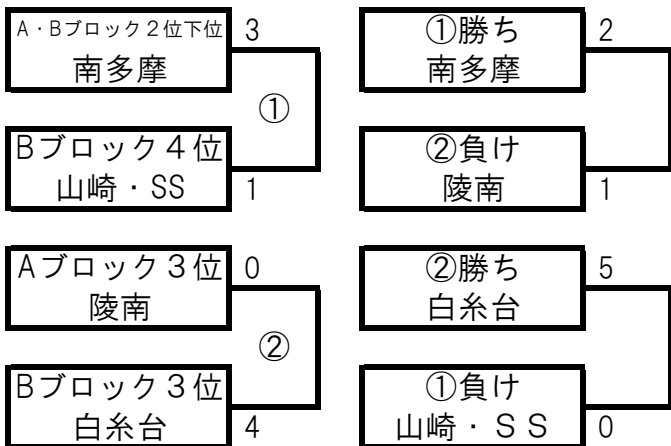 A・Bブロック２位下位
南多摩
3
①
Bブロック４位
山崎・SS
1
Aブロック３位
陵南
0
②
Bブロック３位
白糸台
4
①勝ち
南多摩
2
②負け
陵南
1
②勝ち
白糸台
5
①負け
山崎・ＳＳ
0